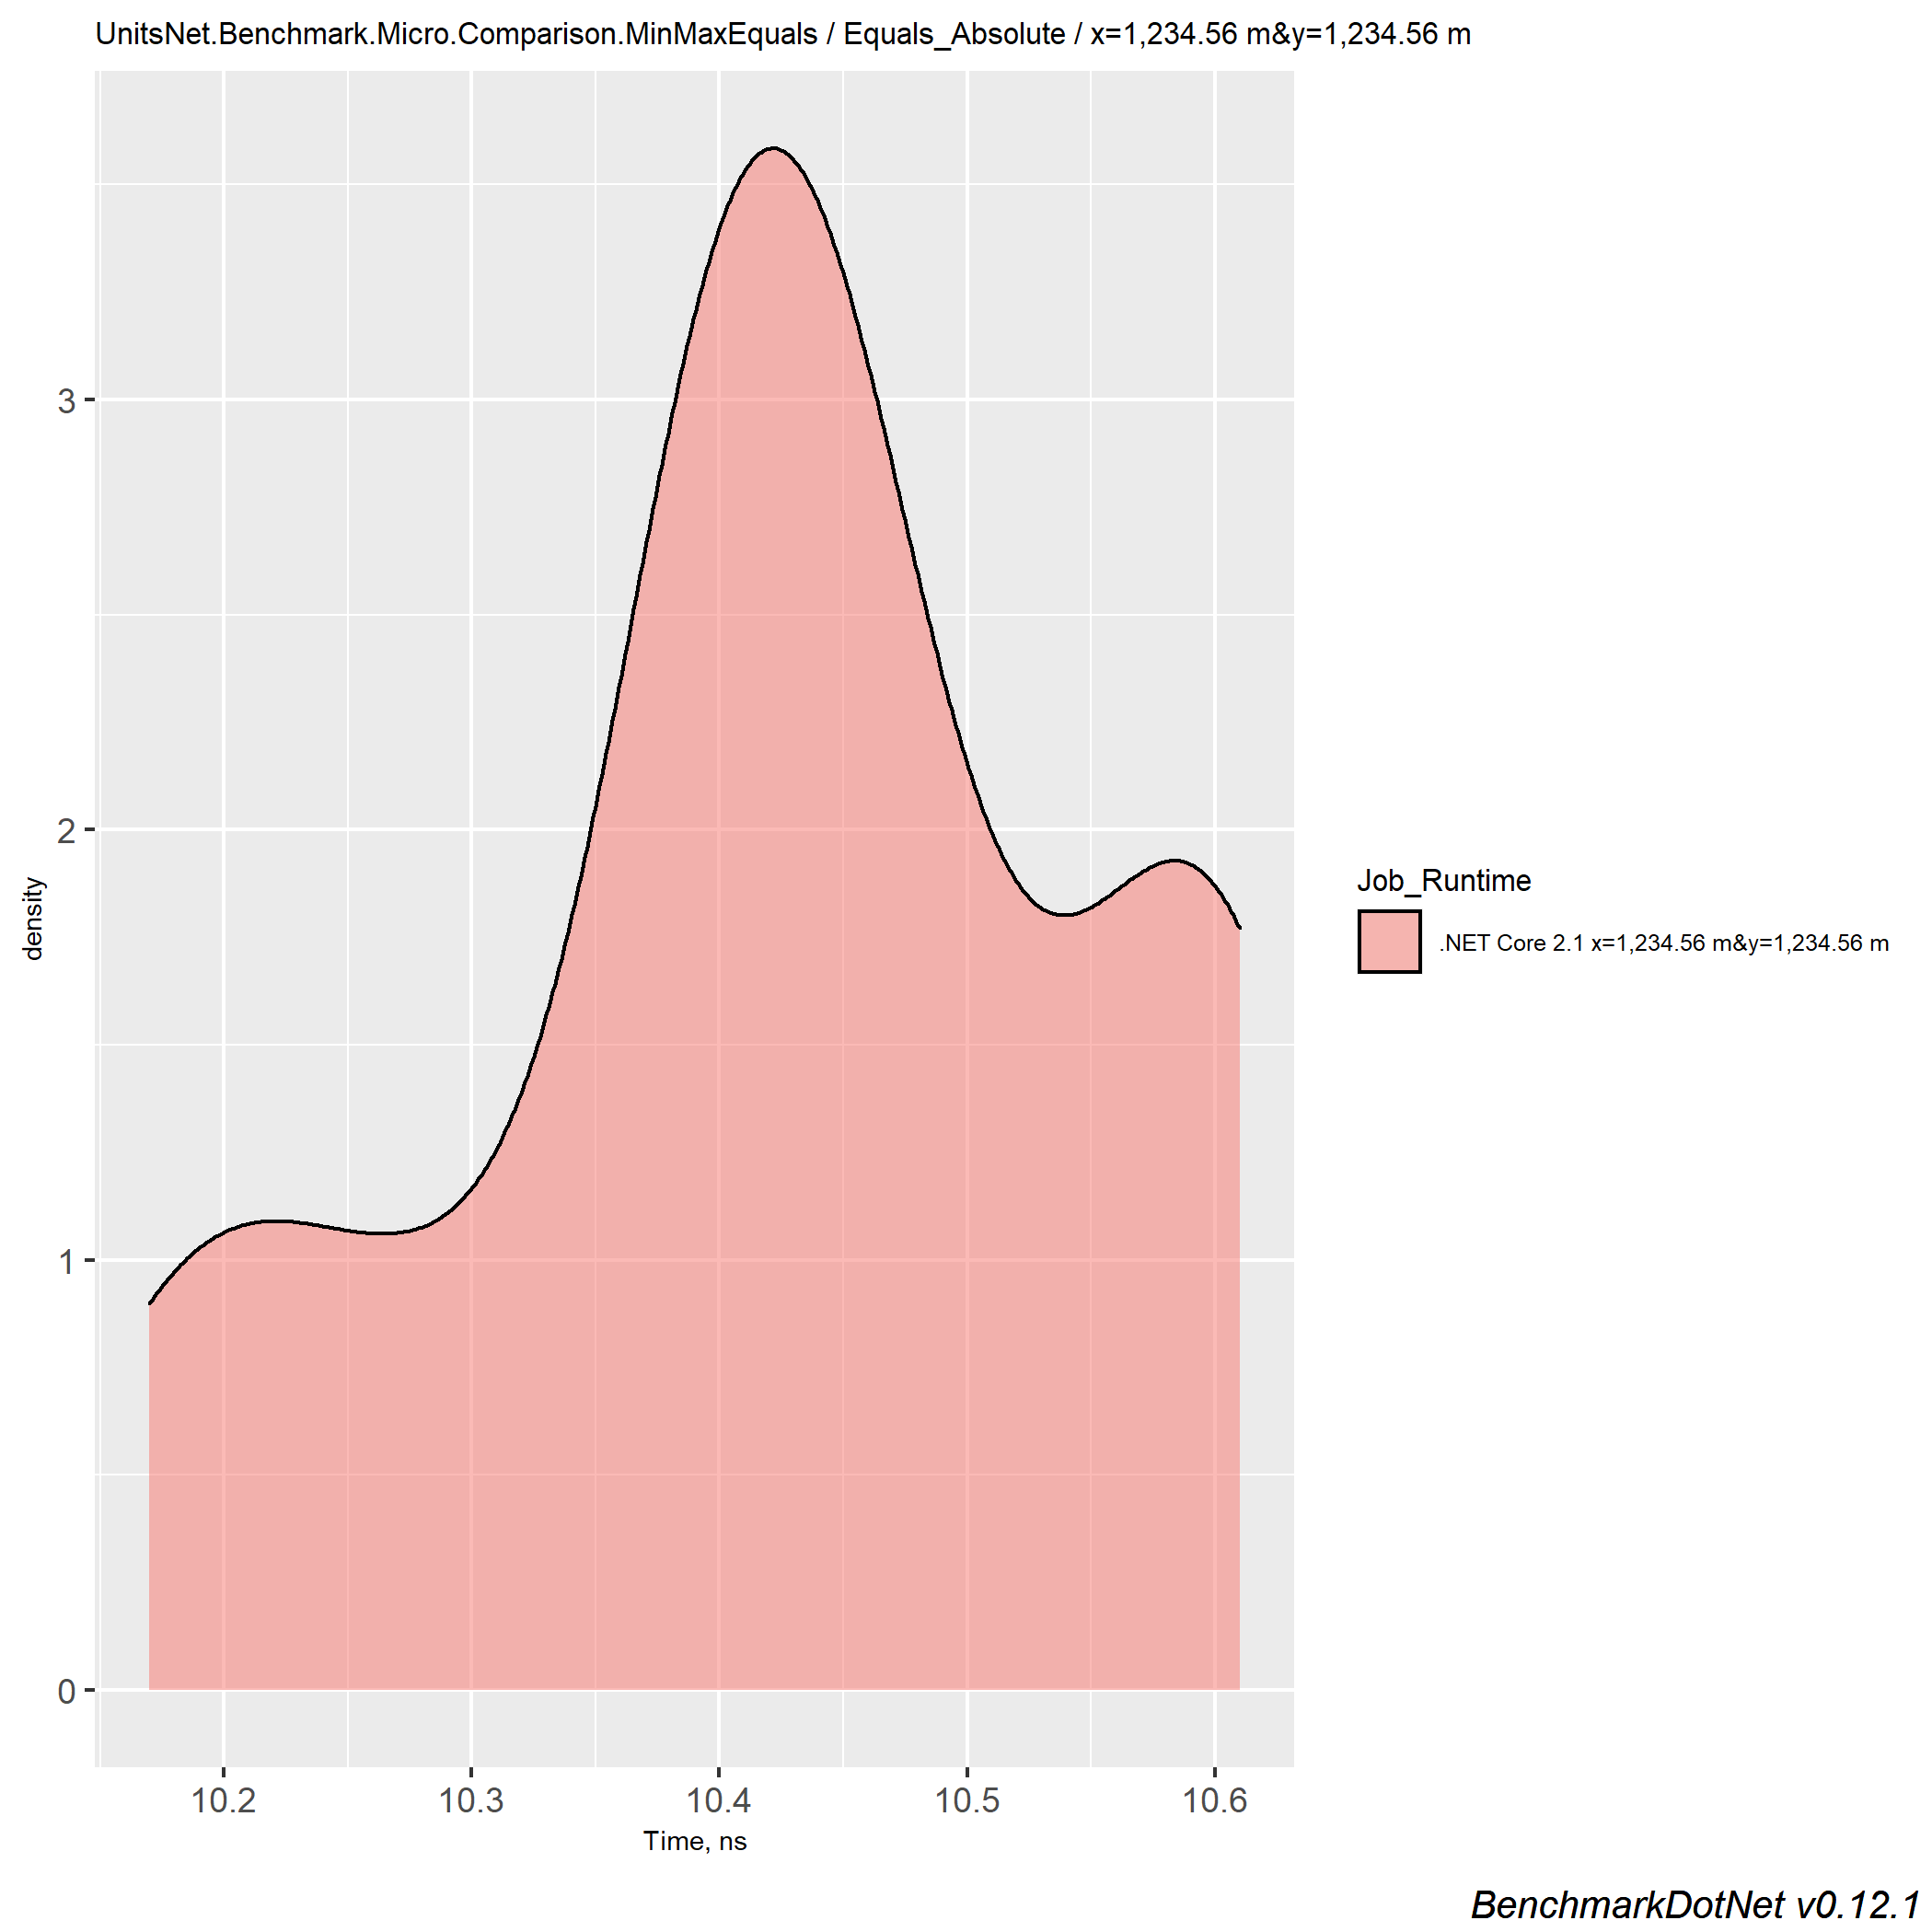 UnitsNet.Benchmark.Micro.Comparison.MinMaxEquals / Equals_Absolute / x=1,234.56 m&y=1,234.56 m
3
2
1
0
density
10.2 10.3 10.4 10.5 10.6
Time, ns
Job_Runtime
.NET Core 2.1 x=1,234.56 m&y=1,234.56 m
BenchmarkDotNet v0.12.1